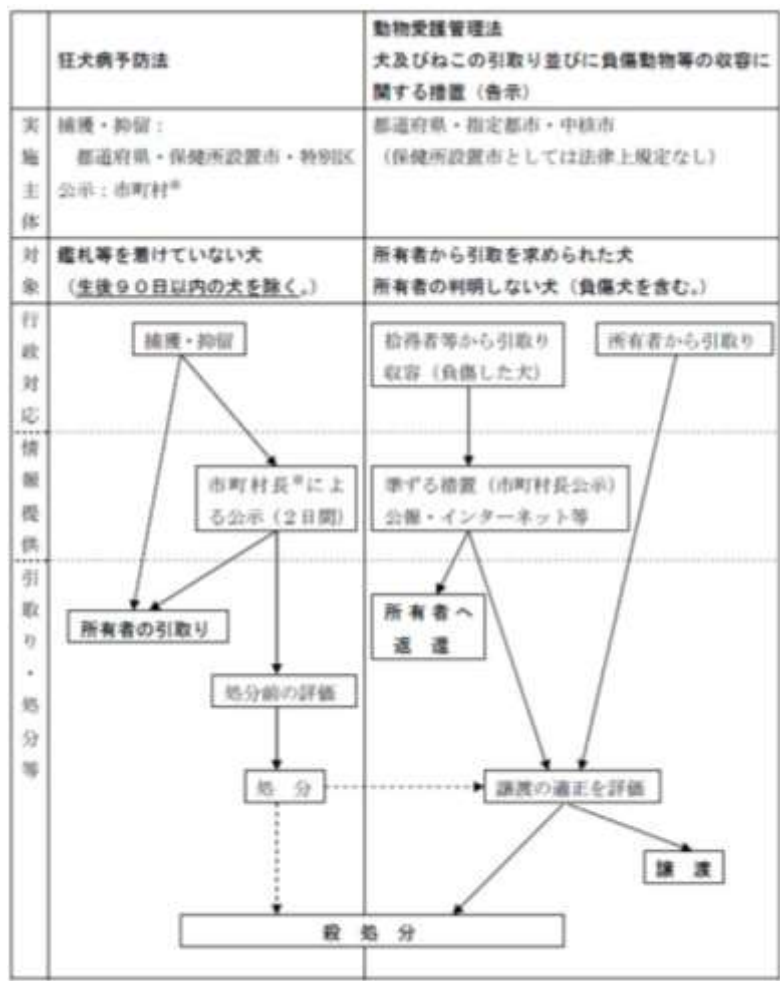 狂犬病予防法
動物愛護管理法
犬及びねこの引取り並びに負傷動物等の収容に
関する措置（告示）
実施主体
捕獲・抑留：
都道府県・保健所設置市・特別区
公示：市町村※
都道府県・指定都市・中核市
（保健所設置市としては法律上規定なし）
対象
鑑札等を着けていない犬
（生後９０日以内の犬を除く。）
所有者から引取を求められた犬
所有者の判明しない犬（負傷犬を含む。）
行政対応
捕獲・抑留
拾得者等から引取り
収容（負傷した犬）
所有者から引取り
情報提供
市町村長※によ
る公示（２日間）
準ずる措置（市町村長公示）
公報・インターネット等
引取り・処分等
所有者の引取り
所有者へ
返還
処分前の評価
処分
譲渡の適正を評価
譲渡
殺処分